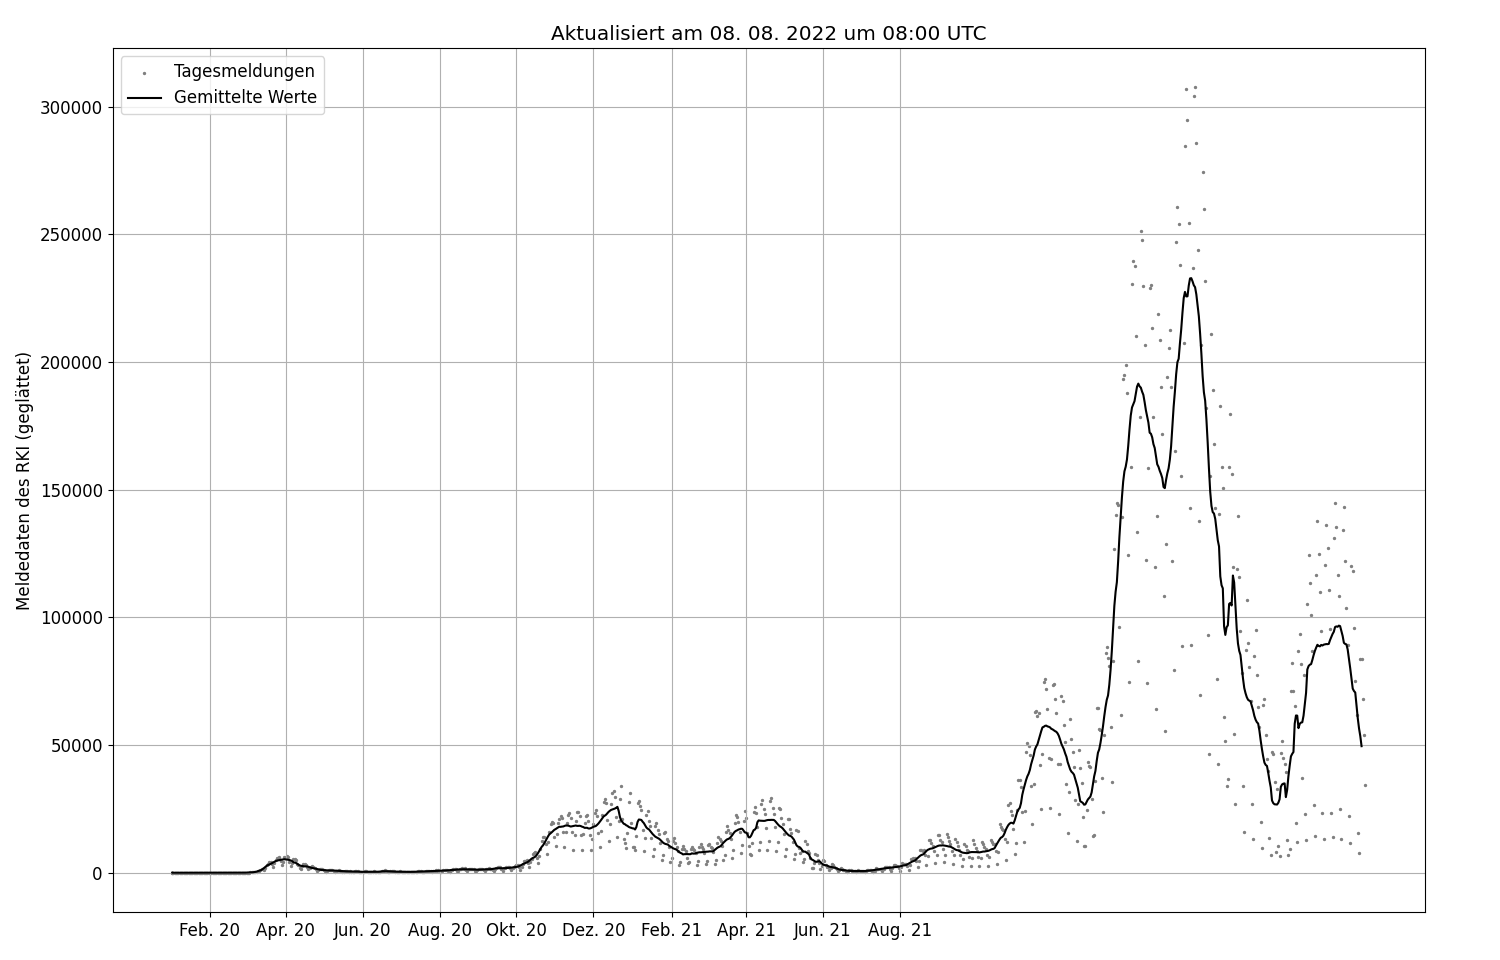 Aktualisiert am 08. 08. 2022 um 08:00 UTC
Tagesmeldungen
Gemittelte Werte
Meldedaten des RKI (geglättet)
300000
250000
200000
150000
100000
50000
0
Feb. 20 Apr. 20 Jun. 20 Aug. 20 Okt. 20 Dez. 20 Feb. 21 Apr. 21 Jun. 21 Aug. 21